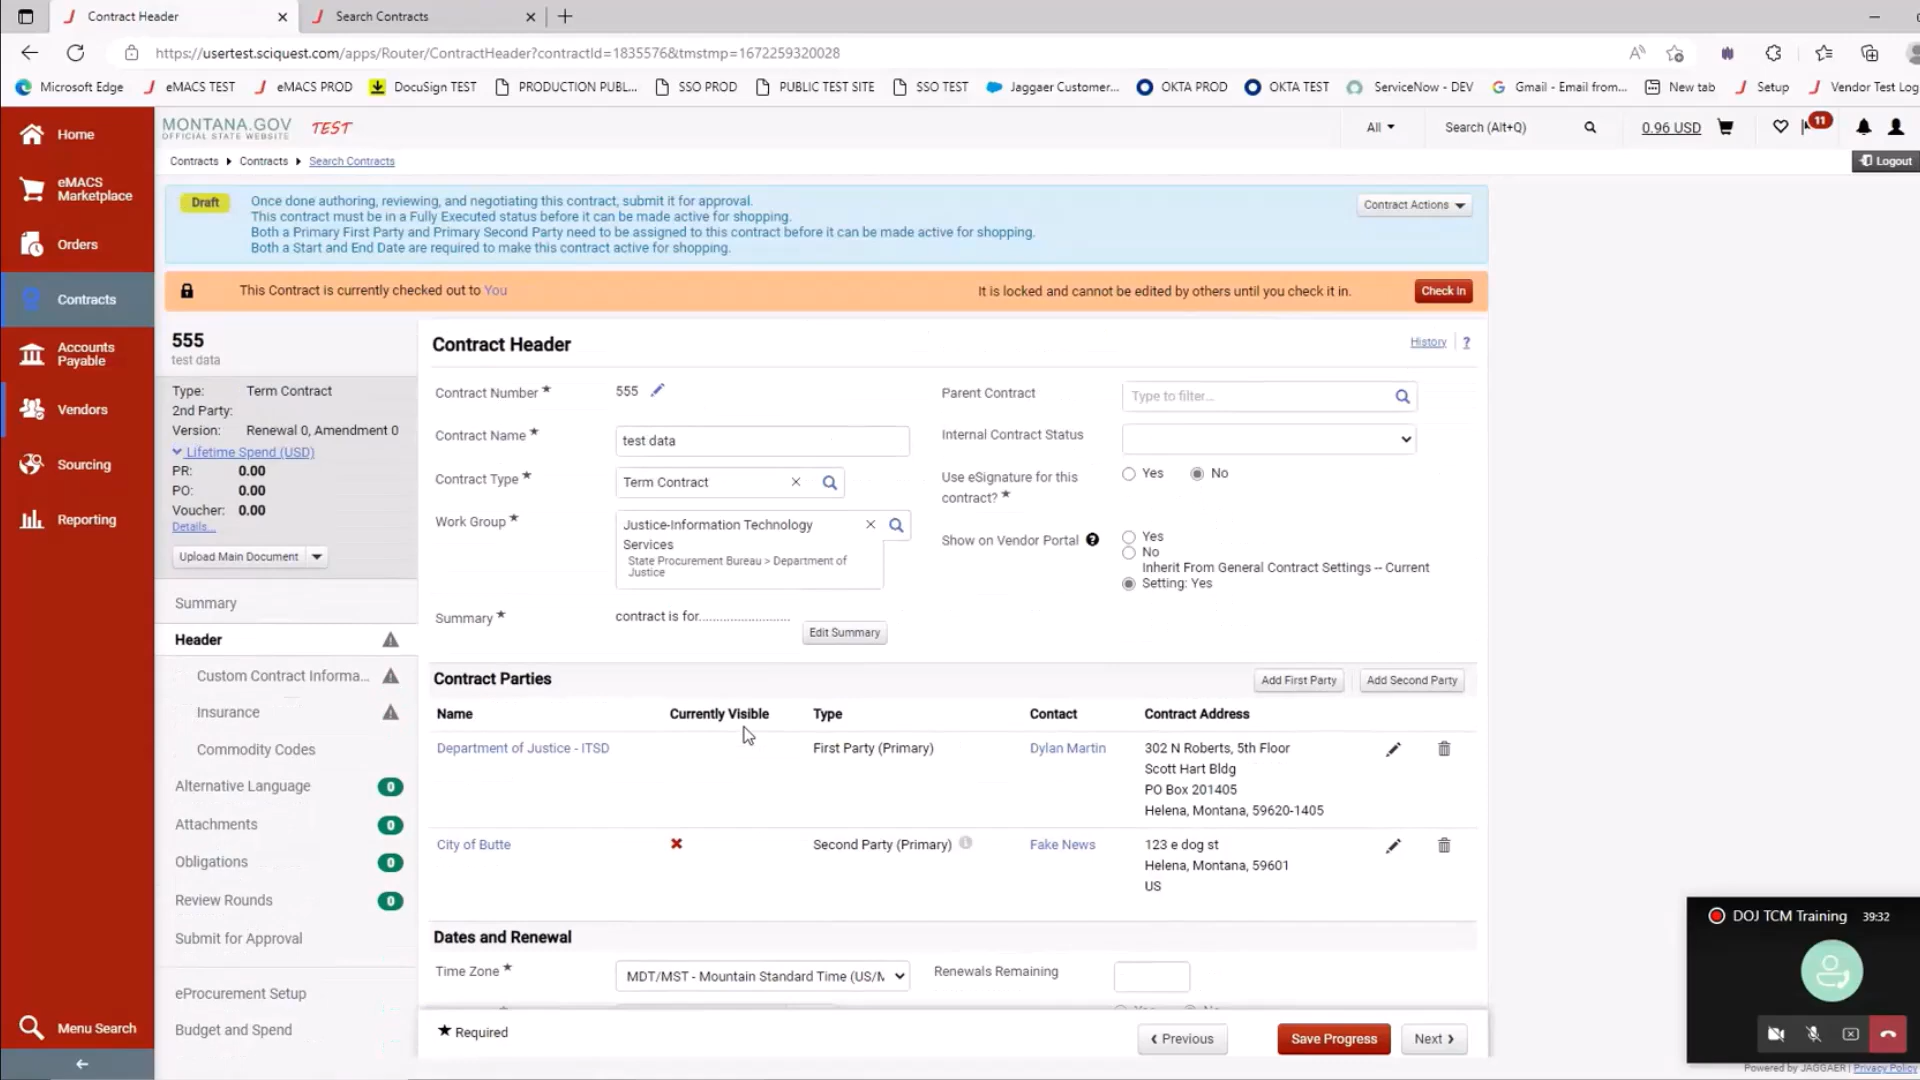 Contract Header
Search Contracts
https://usertest.sciquest.com/apps/Router/ContractHeader?contractId=1835576&tmstmp=1672259320028
Microsoft Edge
eMACS TEST
eMACS PROD
DocuSign TEST
PRODUCTION PUBL...
SSO PROD
PUBLIC TEST SITE
SSO TEST
Jaggaer Customer...
OKTA PROD
OKTA TEST
ServiceNow - DEV
Gmail - Email from...
New tab
Setup
Vendor Test Log
MONTANA.GOV
OFFICIAL STATE WEBSITE
TEST
All
Search (Alt+Q)
0.96 USD
11
Logout
Home
eMACS
Marketplace
Orders
Contracts
Accounts
Payable
Vendors
Sourcing
Reporting
Menu Search
Contracts
Contracts
Search Contracts
Draft
Once done authoring, reviewing, and negotiating this contract, submit it for approval.
This contract must be in a Fully Executed status before it can be made active for shopping.
Both a Primary First Party and Primary Second Party need to be assigned to this contract before it can be made active for shopping.
Both a Start and End Date are required to make this contract active for shopping.
Contract Actions
This Contract is currently checked out to You
It is locked and cannot be edited by others until you check it in.
Check In
555
test data
Type: Term Contract
2nd Party:
Version: Renewal 0, Amendment 0
Lifetime Spend (USD)
PR: 0.00
PO: 0.00
Voucher: 0.00
Details...
Upload Main Document
Summary
Header
Custom Contract Informa...
Insurance
Commodity Codes
Alternative Language 0
Attachments 0
Obligations 0
Review Rounds 0
Submit for Approval
eProcurement Setup
Budget and Spend
Contract Header
History
?
Contract Number ★ 555
Contract Name ★ test data
Contract Type ★ Term Contract
Work Group ★ Justice-Information Technology
Services
State Procurement Bureau > Department of
Justice
Summary ★ contract is for.........................
Edit Summary
Parent Contract Type to filter...
Internal Contract Status
Use eSignature for this
contract? ★
Yes No
Show on Vendor Portal ?
Yes
No
Inherit From General Contract Settings -- Current
Setting: Yes
Contract Parties
Add First Party
Add Second Party
Name Currently Visible Type Contact Contract Address
Department of Justice - ITSD First Party (Primary) Dylan Martin 302 N Roberts, 5th Floor
Scott Hart Bldg
PO Box 201405
Helena, Montana, 59620-1405
City of Butte Second Party (Primary) Fake News 123 e dog st
Helena, Montana, 59601
US
Dates and Renewal
Time Zone ★ MDT/MST - Mountain Standard Time (US/M
Renewals Remaining
★ Required
Previous
Save Progress
Next
DOJ TCM Training 39:32
Powered by JAGGAER | Privacy Policy